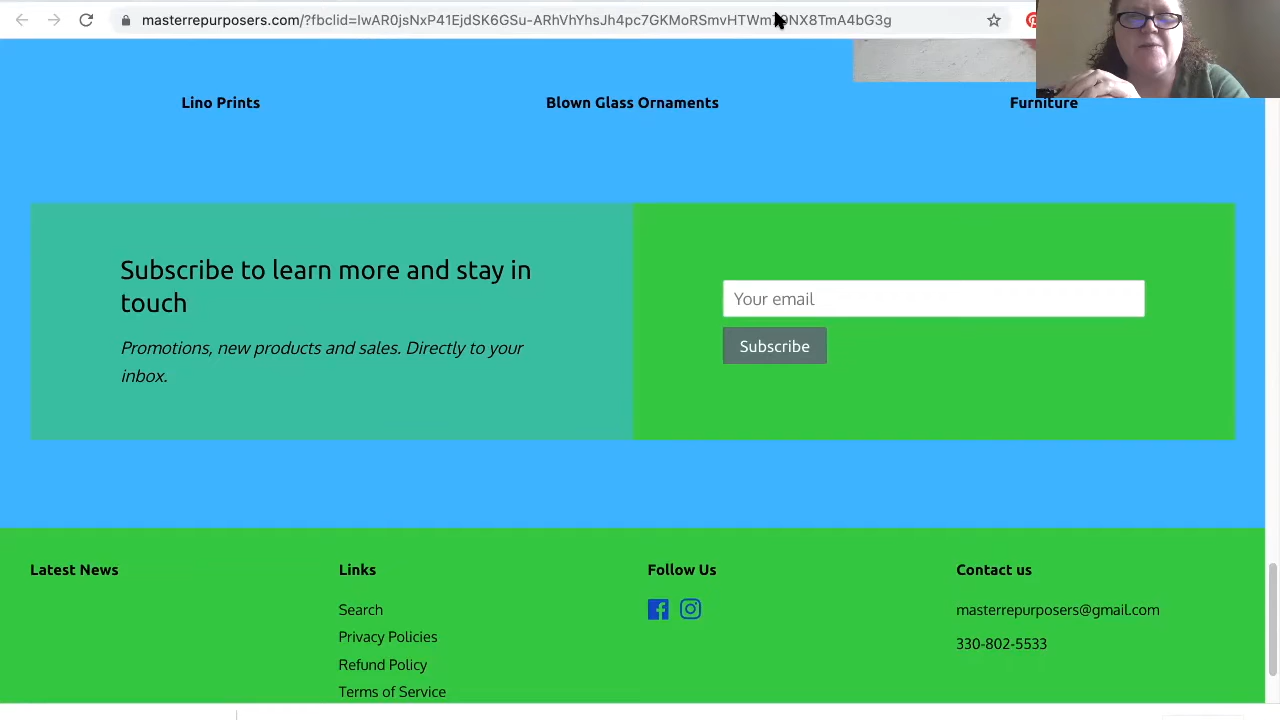 masterrepurposers.com/?fbclid=IwAR0jsNxP41EjdSK6GSu-ARhVhYhsJh4pc7GKMoRSmvHTWm
Lino Prints
Blown Glass Ornaments
Furniture
Subscribe to learn more and stay in
touch
Promotions, new products and sales. Directly to your
inbox.
Your email
Subscribe
Latest News
Links
Search
Privacy Policies
Refund Policy
Terms of Service
Follow Us
Contact us
masterrepurposers@gmail.com
330-802-5533